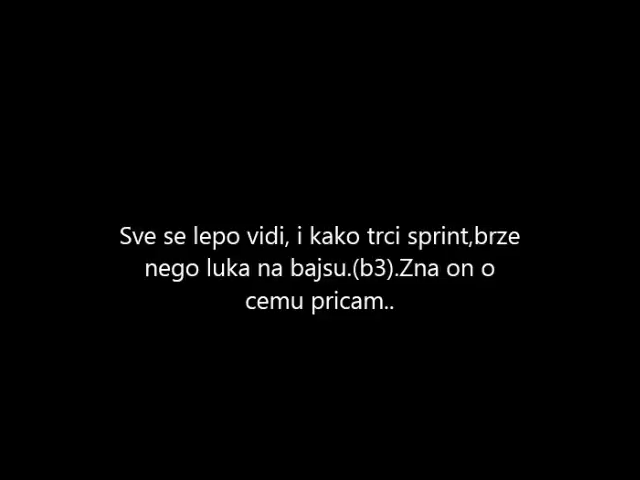 Sve se lepo vidi, i kako trci sprint,brze
nego luka na bajsu.(b3).Zna on o
cemu pricam..